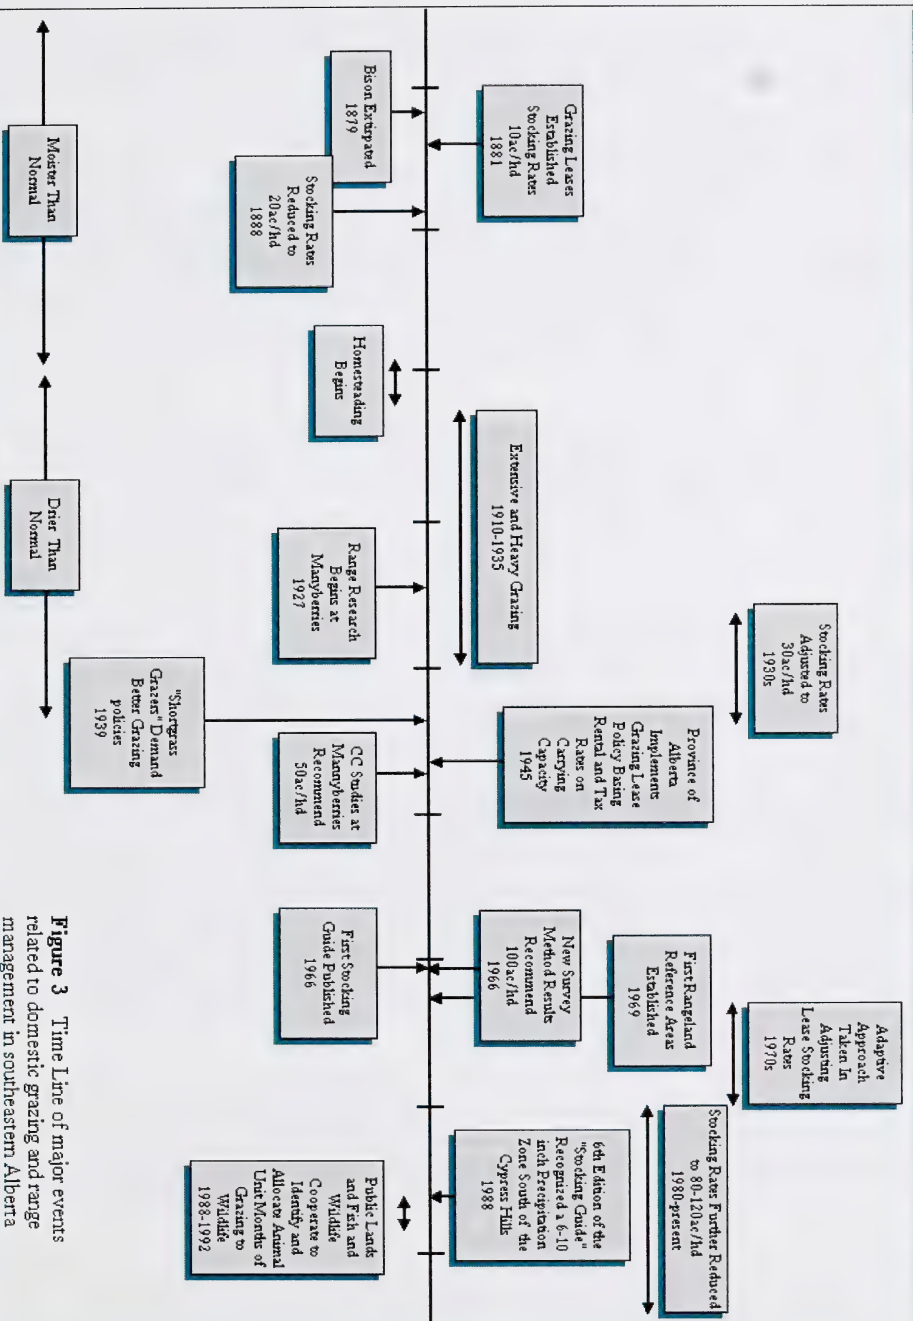 Grazing Leases
Established
Stocking Rates
10ac/hd
1881
Bison Extirpated
1879
Stocking Rates
Reduced to
20ac/hd
1888
Moister Than
Normal
Homesteading
Begins
Extensive and Heavy Grazing
1910-1935
Range Research
Begins at
Manyberries
1927
Drier Than
Normal
Stocking Rates
Adjusted to
30ac/hd
1930s
"Shortgrass
Grazers" Demand
Better Grazing
policies
1939
Province of
Alberta
Implements
Grazing Lease
Policy Basing
Rental and Tax
Rates on
Carrying
Capacity
1945
CC Studies at
Mannyberries
Recommend
50ac/hd
First Stocking
Guide Published
1966
New Survey
Method Results
Recommend
100ac/hd
1966
First Rangeland
Reference Areas
Established
1969
Adaptive
Approach
Taken In
Adjusting
Lease Stocking
Rates
1970s
Stocking Rates Further Reduced
to 80-120ac/hd
1980-present
6th Edition of the
"Stocking Guide"
Recognized a 6-10
inch Precipitation
Zone South of the
Cypress Hills
1988
Public Lands
and Fish and
Wildlife
Cooperate to
Identify and
Allocate Animal
Unit Months of
Grazing to
Wildlife
1988-1992
Figure 3 Time Line of major events
related to domestic grazing and range
management in southeastern Alberta